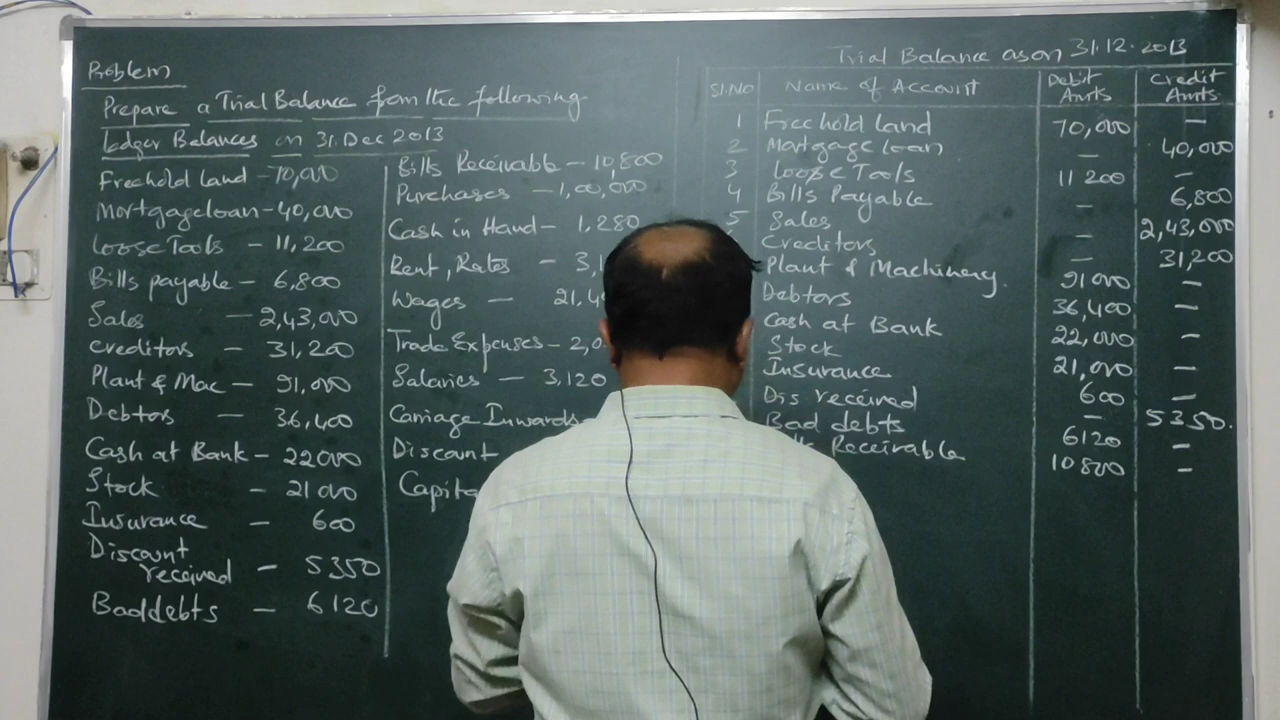 Problem
Prepare a Trial Balance from the following
ledger Balances on 31 Dec 2013
Freehold land - 70,000
Mortgage loan - 40,000
Loose Tools - 11,200
Bills payable - 6,800
Sales - 2,43,000
Creditors - 31,200
Plant & Mac - 91,000
Debtors - 36,400
Cash at Bank - 22000
Stock - 21000
Insurance - 600
Discount
received - 5350
Bad debts - 6120
Bills Receivable - 10,800
Purchases - 1,00,000
Cash in Hand - 1,280
Rent, Rates -
Wages -
Trade Expenses -
Salaries - 3,120
Carriage Inwards
Discount
Trial Balance as on 31.12.2013
Sl.No Name of Account Debit Amts Credit Amts.
1 Freehold land 70,000 -
2 Mortgage loan - 40,000
3 Loose Tools 11 200 -
4 Bills Payable - 6,800
5 Sales - 2,43,000
Creditors - 31,200
Plant & Machinery. 91000 -
Debtors 36,400 -
Cash at Bank 22,000 -
Stock 21,000 -
Insurance 600 -
Dis received - 5350.
Bad debts 6120 -
Receivable 10800 -